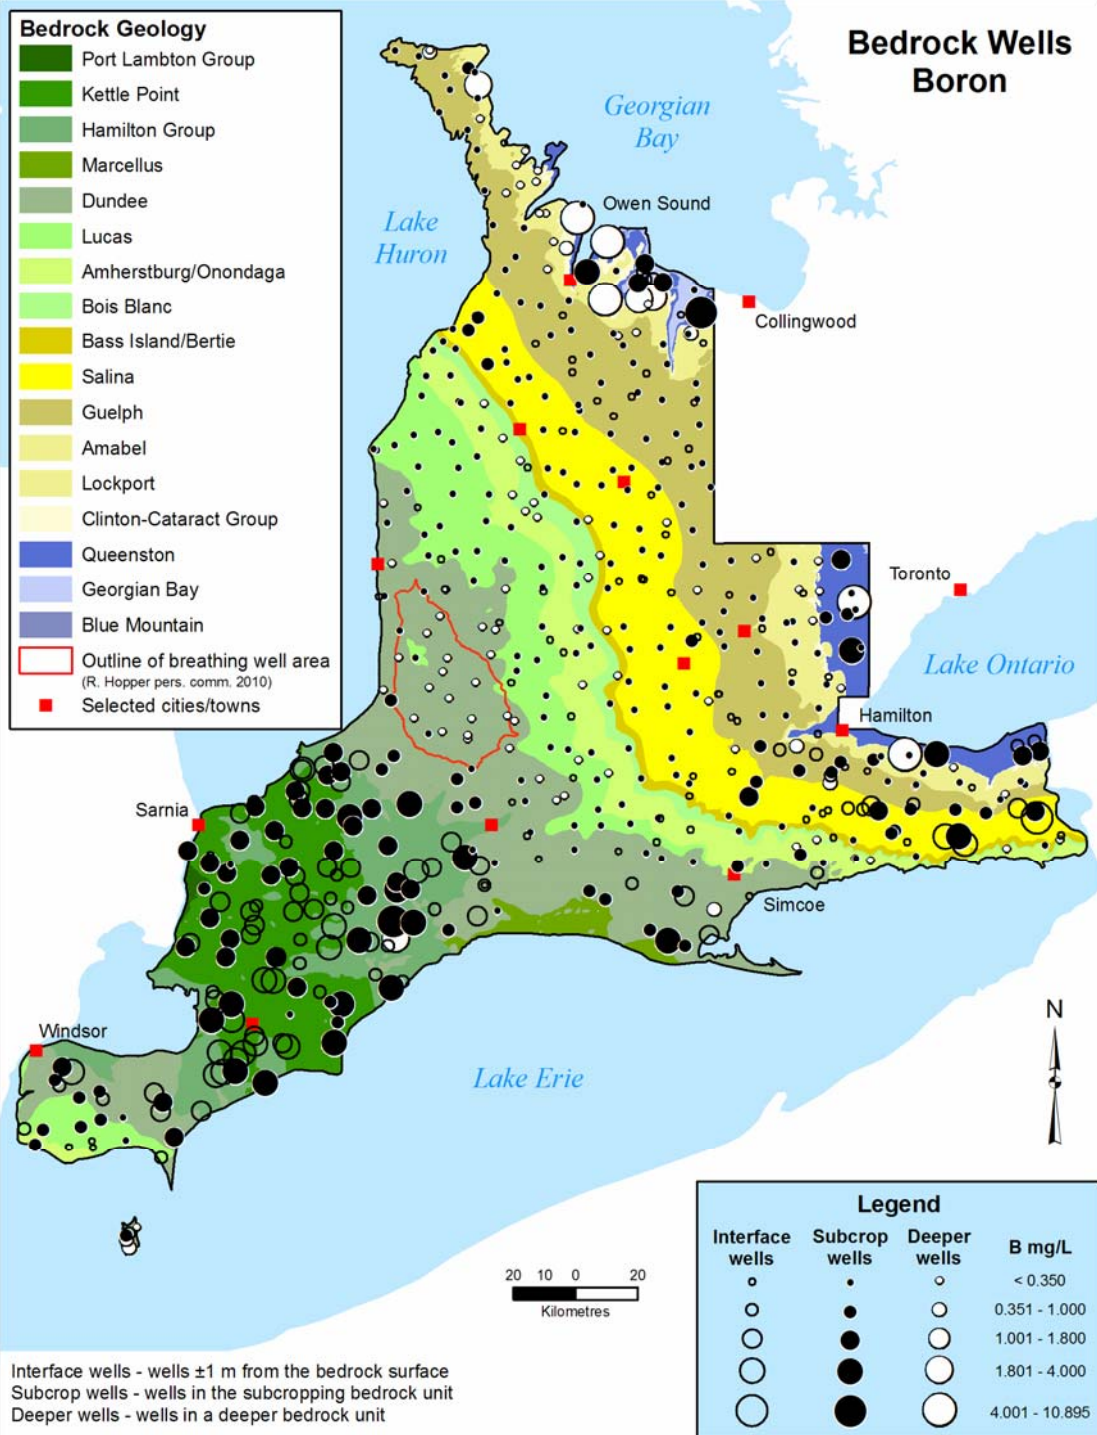 Bedrock Geology
Port Lambton Group
Kettle Point
Hamilton Group
Marcellus
Dundee
Lucas
Amherstburg/Onondaga
Bois Blanc
Bass Island/Bertie
Salina
Guelph
Amabel
Lockport
Clinton-Cataract Group
Queenston
Georgian Bay
Blue Mountain
Outline of breathing well area
(R. Hopper pers. comm. 2010)
Selected cities/towns
Bedrock Wells
Boron
Georgian
Bay
Owen Sound
Lake
Huron
Collingwood
Toronto
Lake Ontario
Hamilton
Sarnia
Simcoe
Windsor
Lake Erie
N
20 10 0 20
Kilometres
Legend
Interface wells Subcrop wells Deeper wells B mg/L
< 0.350
0.351 - 1.000
1.001 - 1.800
1.801 - 4.000
4.001 - 10.895
Interface wells - wells ±1 m from the bedrock surface
Subcrop wells - wells in the subcropping bedrock unit
Deeper wells - wells in a deeper bedrock unit